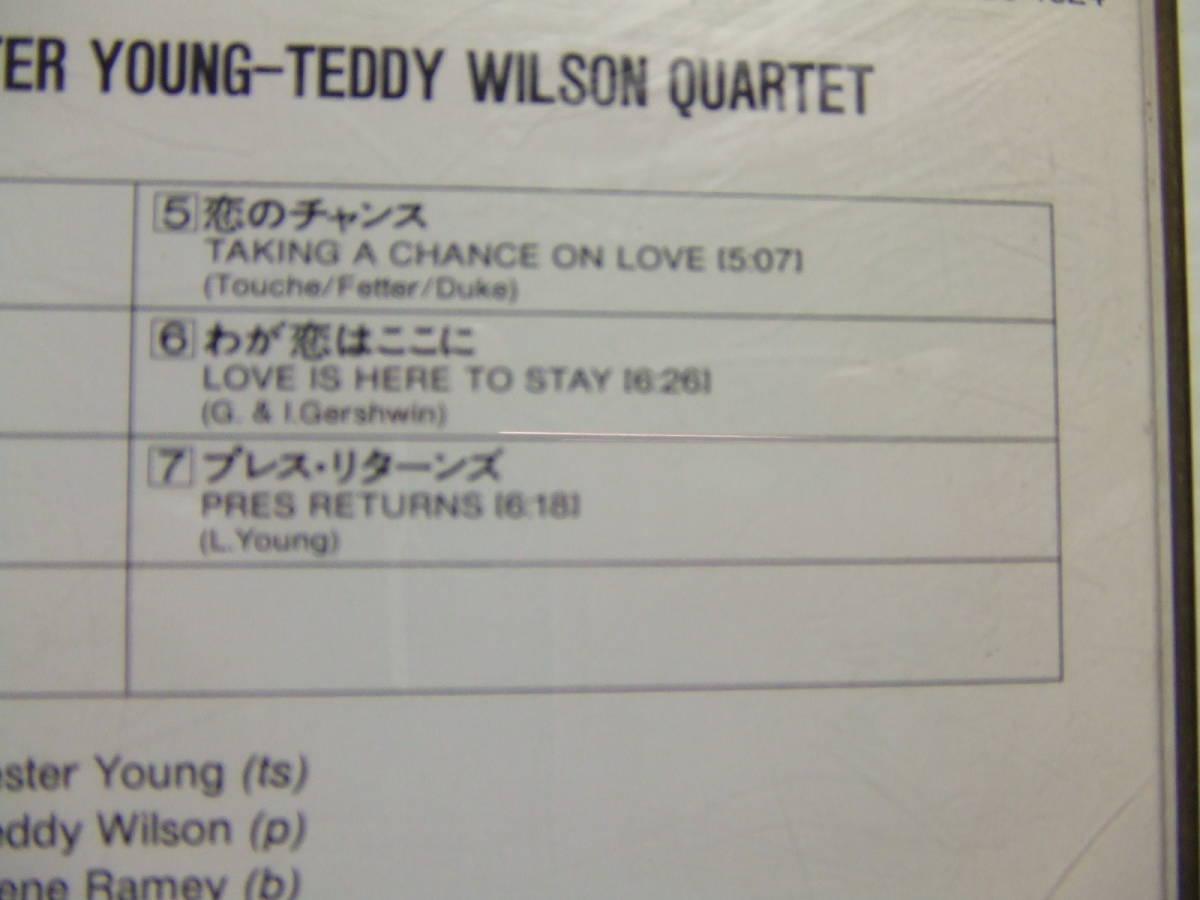 TER YOUNG–TEDDY WILSON QUARTET
5 恋のチャンス
TAKING A CHANCE ON LOVE [5:07]
(Touche/Fetter/Duke)
6 わが恋はここに
LOVE IS HERE TO STAY [6:26]
(G. & I.Gershwin)
7 プレス・リターンズ
PRES RETURNS [6:18]
(L.Young)
ester Young (ts)
eddy Wilson (p)
ene Ramey (b)